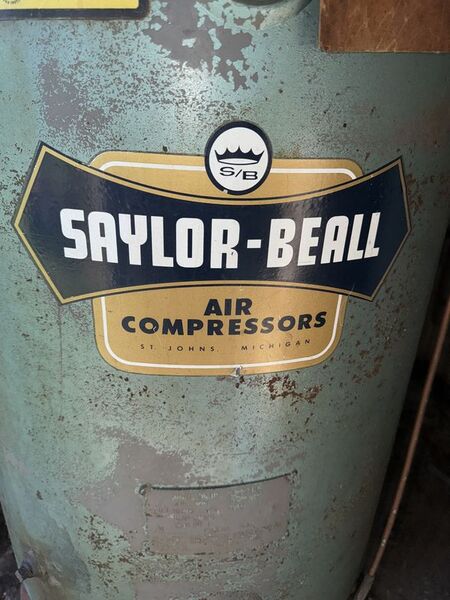 S/B
SAYLOR-BEALL
AIR
COMPRESSORS
ST. JOHNS, MICHIGAN